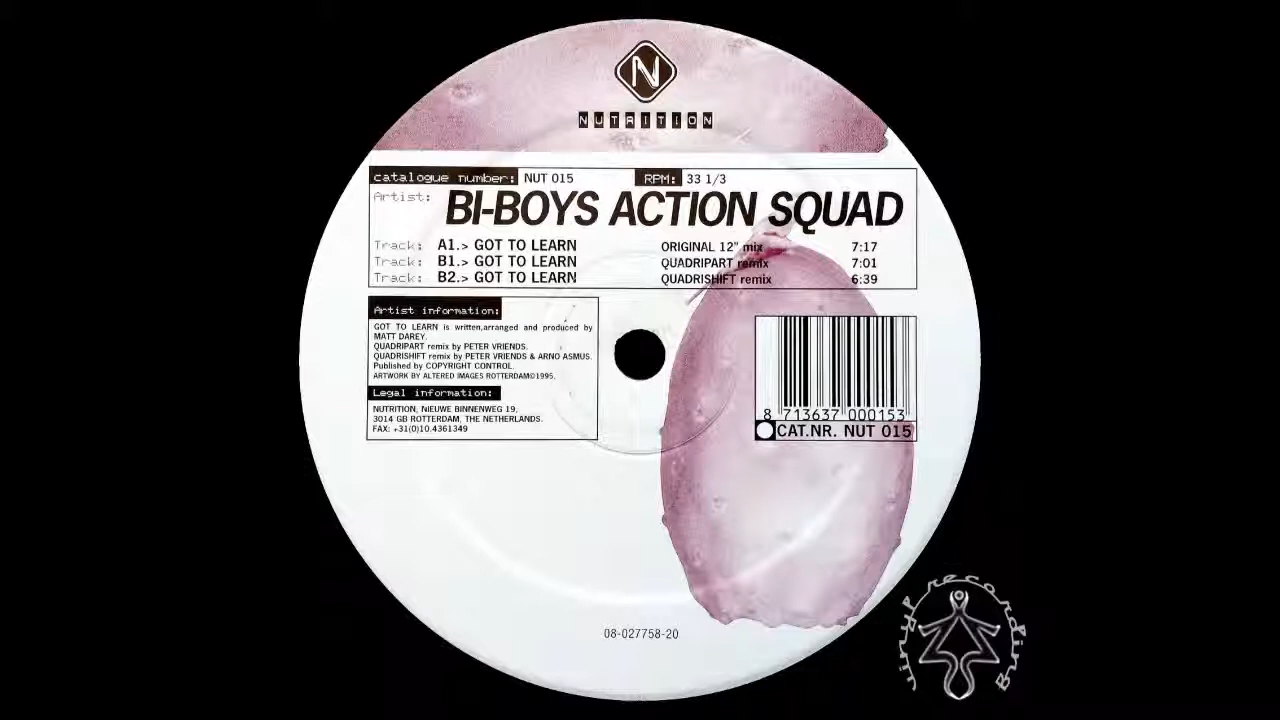 N
NUTRITION
catalogue number: NUT 015 RPM: 33 1/3
Artist: BI-BOYS ACTION SQUAD
Track: A1.> GOT TO LEARN ORIGINAL 12" mix 7:17
Track: B1.> GOT TO LEARN QUADRIPART remix 7:01
Track: B2.> GOT TO LEARN QUADRISHIFT remix 6:39
Artist information:
GOT TO LEARN is written,arranged and produced by
MATT DAREY.
QUADRIPART remix by PETER VRIENDS.
QUADRISHIFT remix by PETER VRIENDS & ARNO ASMUS.
Published by COPYRIGHT CONTROL.
ARTWORK BY ALTERED IMAGES ROTTERDAM©1995.
Legal information:
NUTRITION, NIEUWE BINNENWEG 19,
3014 GB ROTTERDAM, THE NETHERLANDS.
FAX: +31(0)10.4361349
8 713637 000153
CAT.NR. NUT 015
08-027758-20
recording